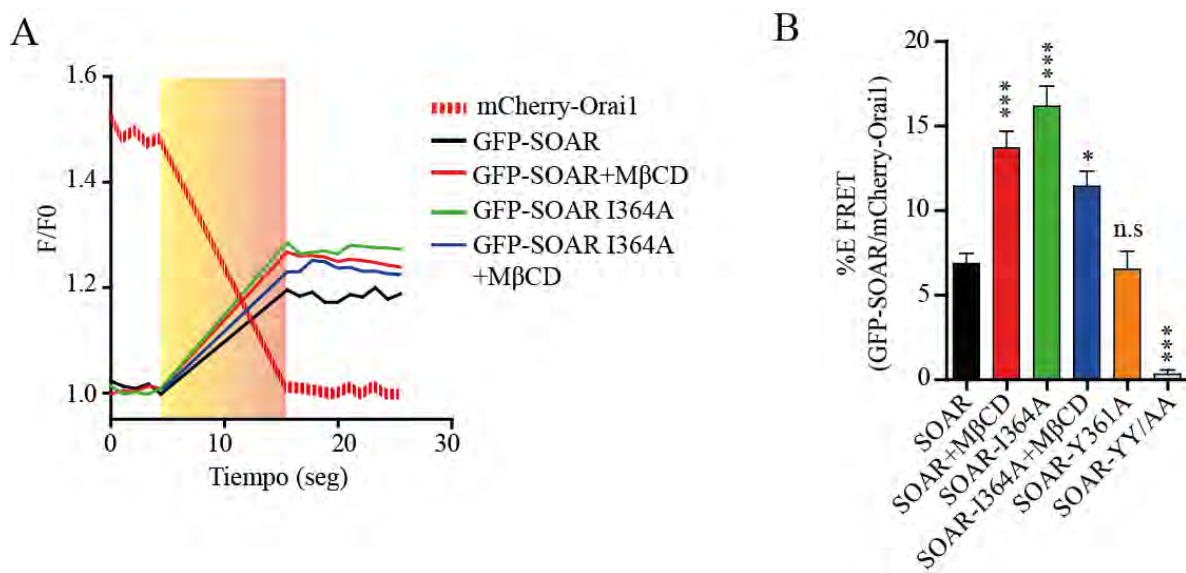 A
1.6
1.4
1.2
1.0
F/F0
0
10
20
30
Tiempo (seg)
mCherry-Orai1
GFP-SOAR
GFP-SOAR+MβCD
GFP-SOAR I364A
GFP-SOAR I364A
+MβCD
B
20
15
10
5
0
%E FRET
(GFP-SOAR/mCherry-Orai1)
***
***
*
n.s
***
SOAR
SOAR+MβCD
SOAR-I364A
SOAR-I364A+MβCD
SOAR-Y361A
SOAR-YY/AA